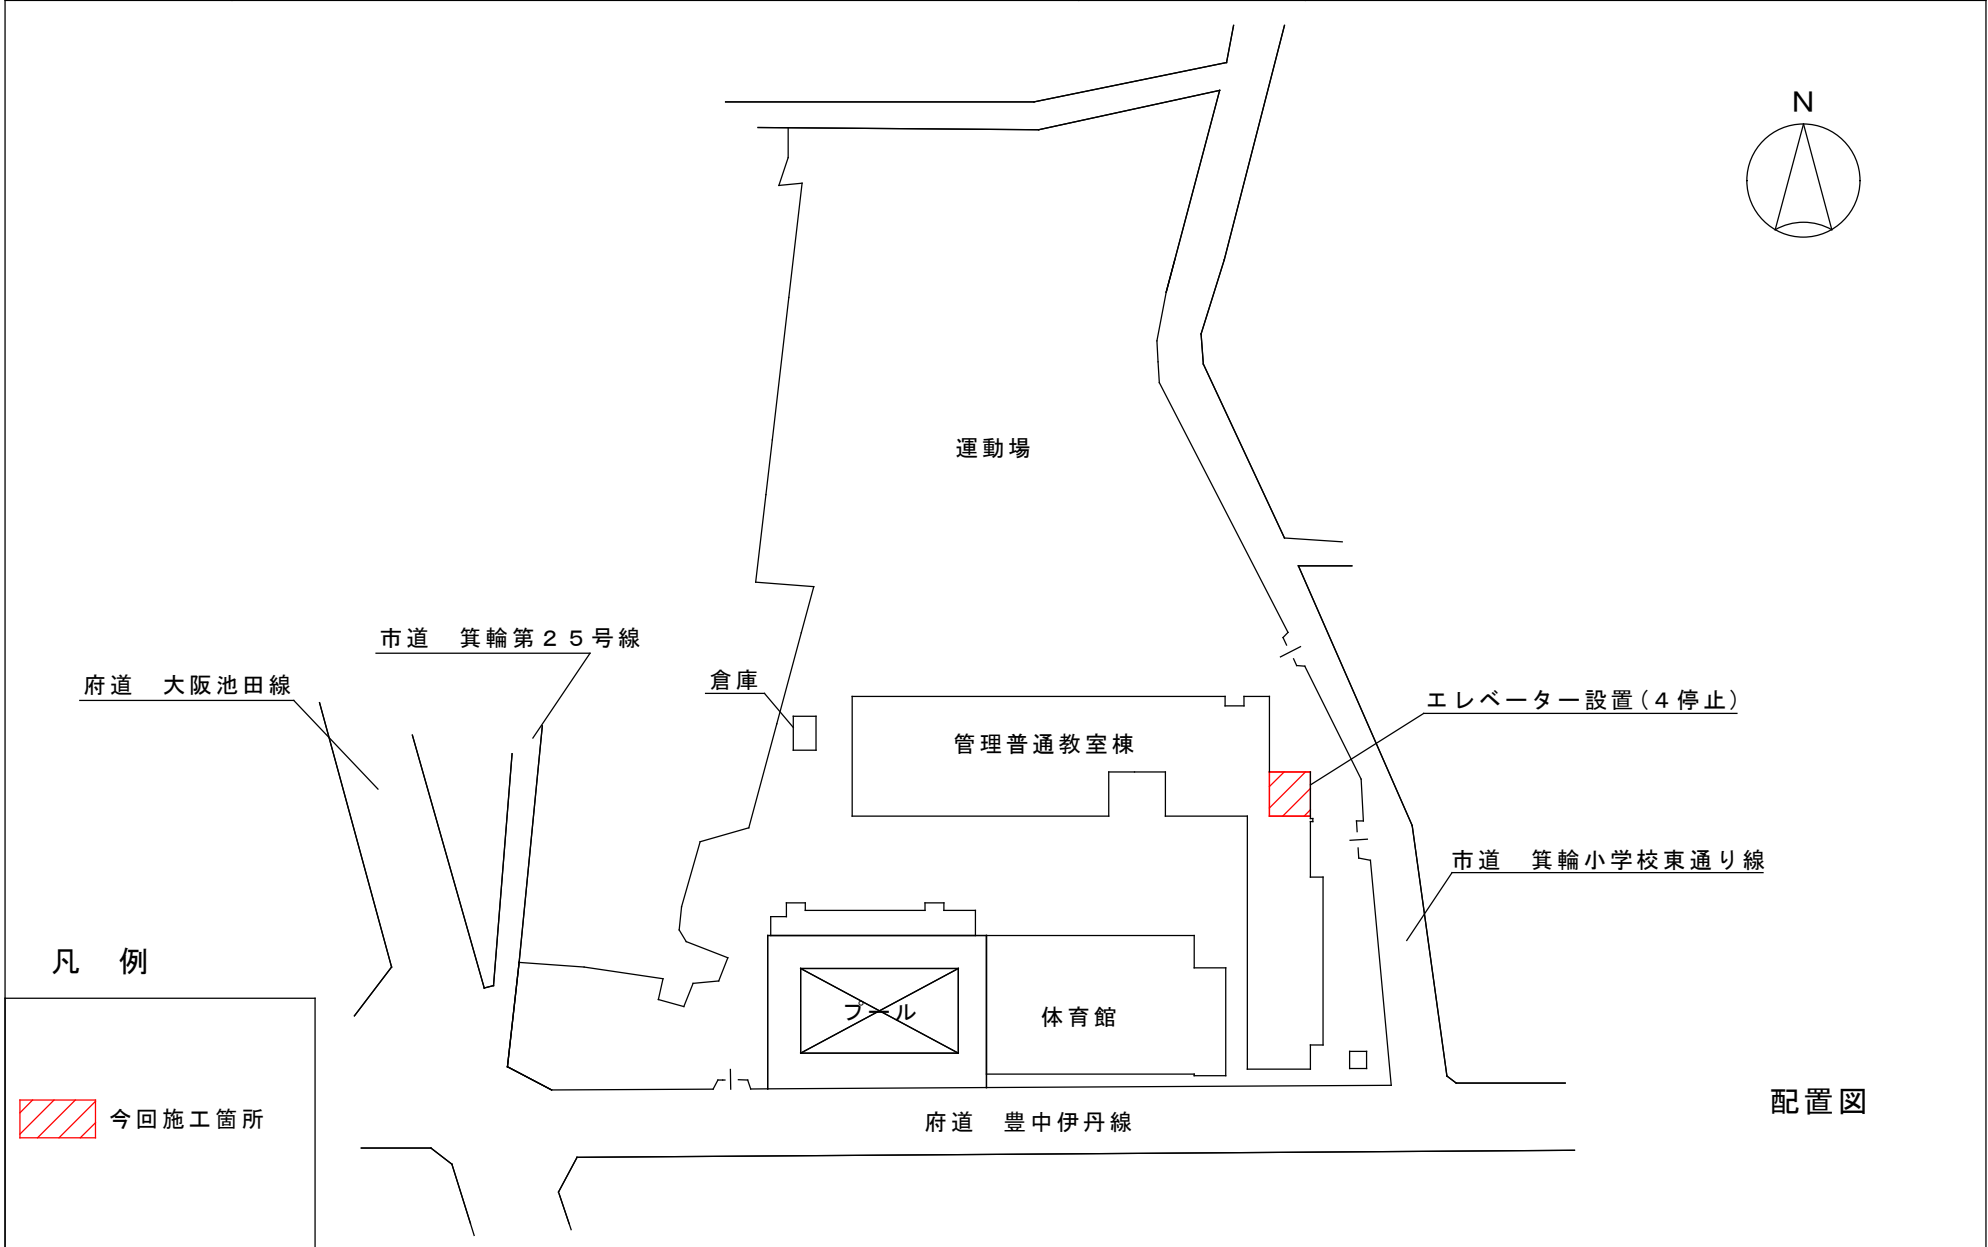 N
運動場
市道　箕輪第２５号線
府道　大阪池田線
倉庫
エレベーター設置(４停止)
管理普通教室棟
市道　箕輪小学校東通り線
凡　例
プール
体育館
今回施工箇所
府道　豊中伊丹線
配置図